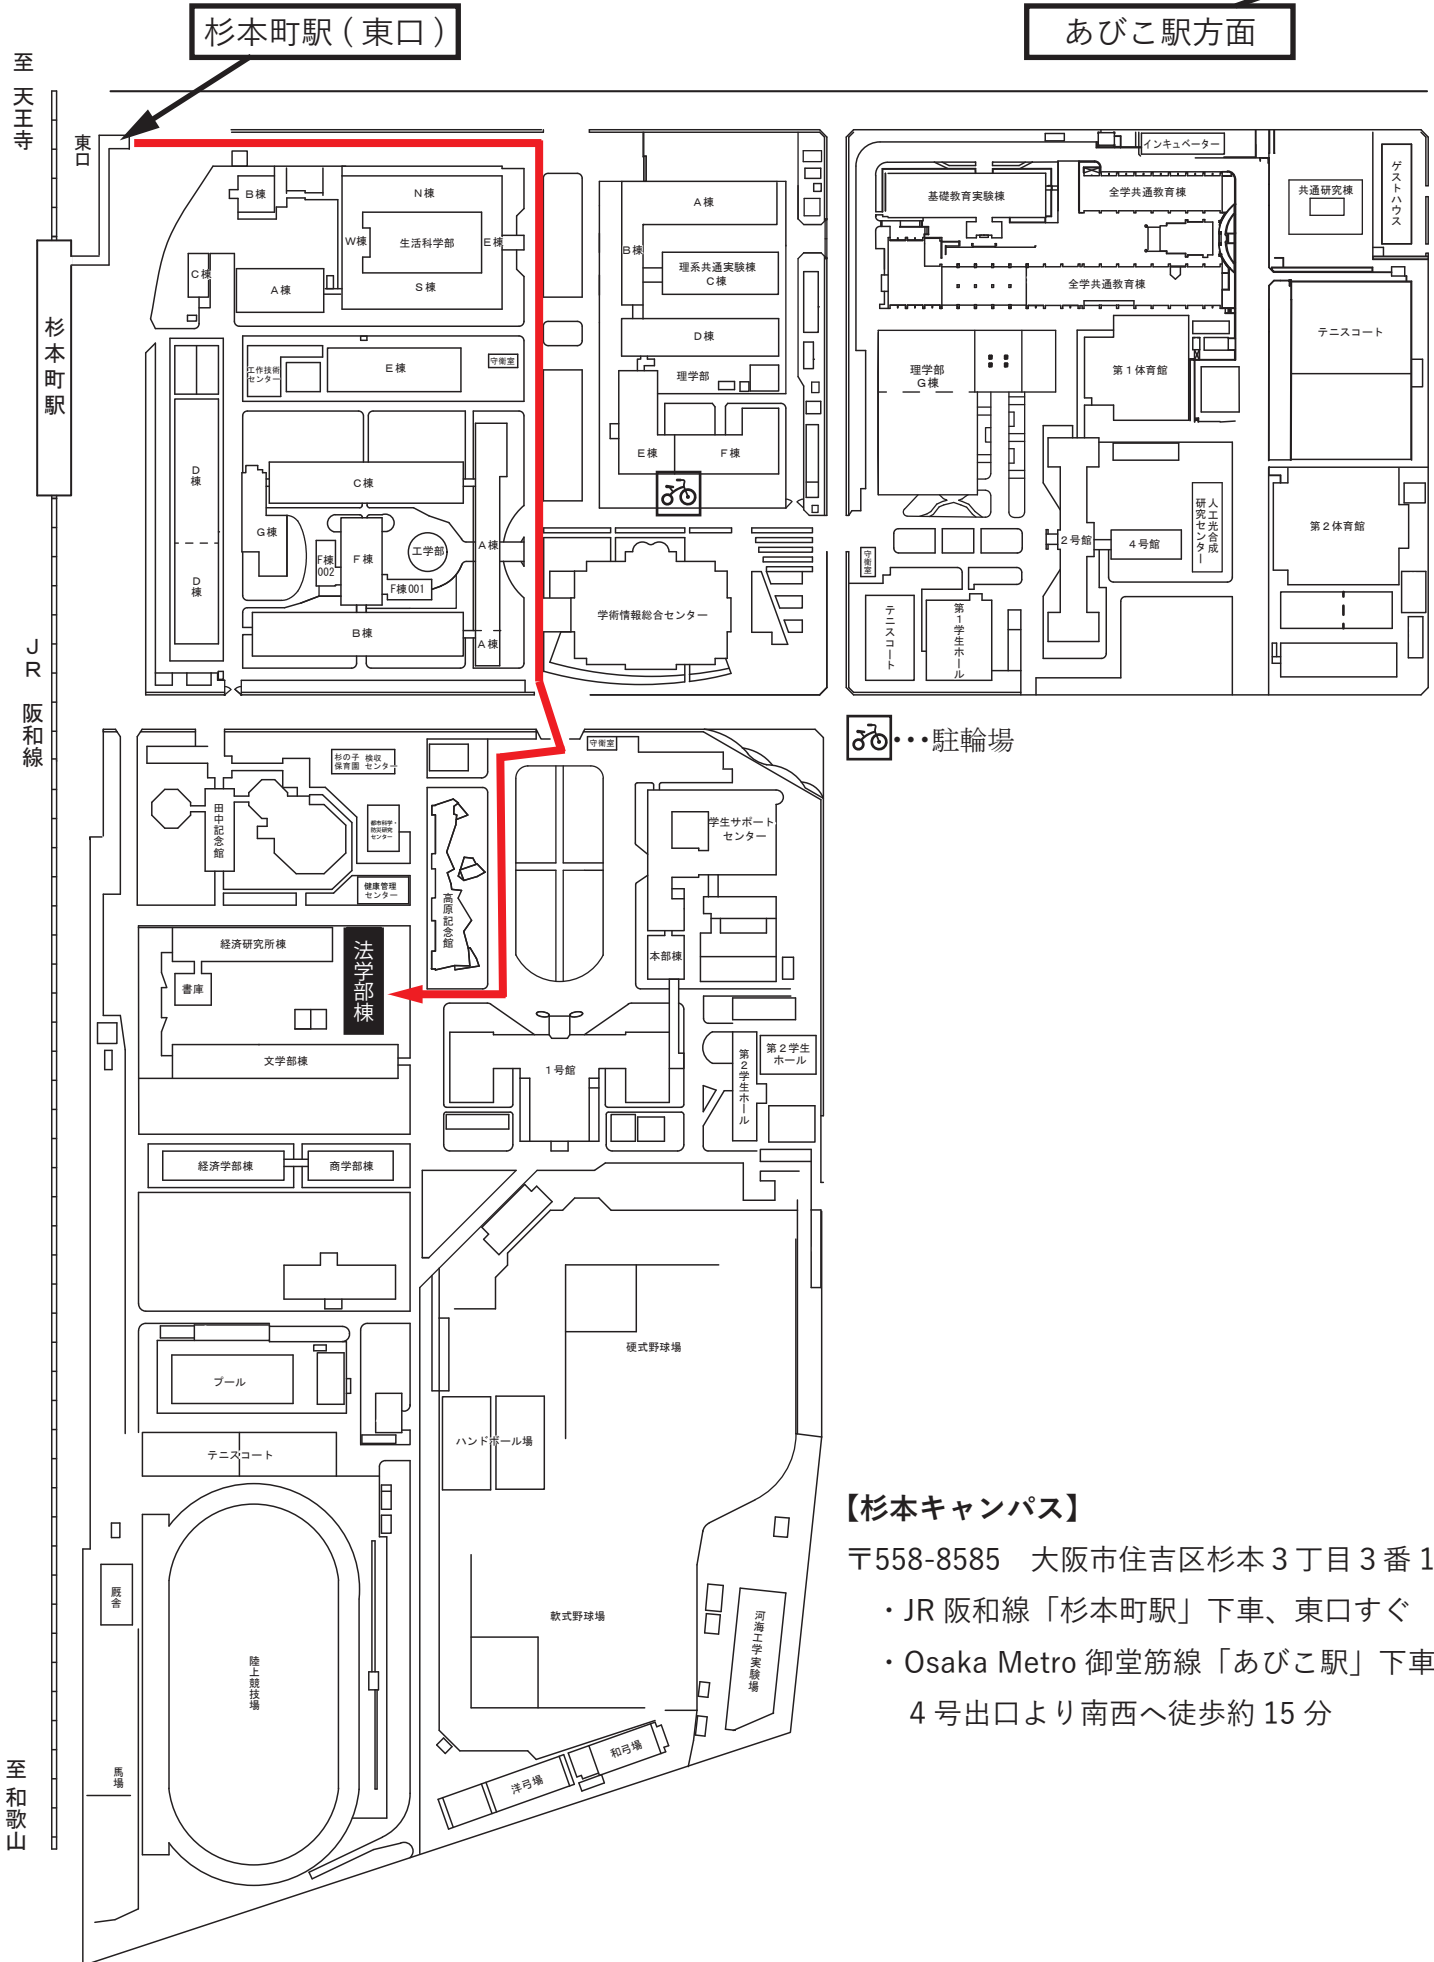 杉本町駅 ( 東口 )
あびこ駅方面
至 天王寺
東口
杉本町駅
JR 阪和線
至 和歌山
B棟
N棟
W棟
生活科学部
E棟
S棟
C棟
A棟
工作技術
センター
E棟
守衛室
D棟
D棟
C棟
G棟
F棟
002
F棟
工学部
F棟001
A棟
B棟
A棟
A棟
B棟
理系共通実験棟
C棟
D棟
理学部
E棟
F棟
学術情報総合センター
インキュベーター
基礎教育実験棟
全学共通教育棟
全学共通教育棟
共通研究棟
ゲストハウス
テニスコート
理学部
G棟
第1体育館
第2体育館
2号館
4号館
人工光合成
研究センター
守衛室
テニスコート
第1学生ホール
・・・駐輪場
守衛室
杉の子
保育園
検収
センター
田中記念館
都市科学・
防災研究
センター
健康管理
センター
高原記念館
学生サポート
センター
本部棟
経済研究所棟
書庫
法学部棟
文学部棟
1号館
第2学生ホール
第2学生
ホール
経済学部棟
商学部棟
プール
テニスコート
硬式野球場
ハンドボール場
軟式野球場
河海工学実験場
厩舎
陸上競技場
馬場
洋弓場
和弓場
【杉本キャンパス】
〒558-8585　大阪市住吉区杉本3丁目3番1
・JR 阪和線「杉本町駅」下車、東口すぐ
・Osaka Metro 御堂筋線「あびこ駅」下車
4号出口より南西へ徒歩約 15 分